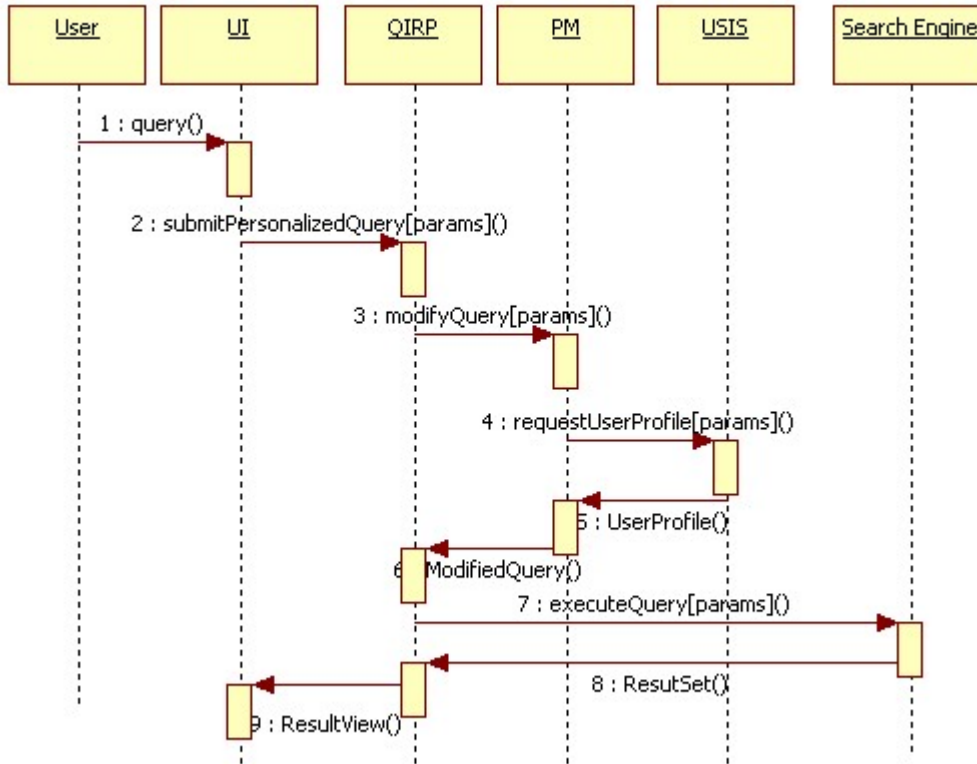 User
UI
QIRP
PM
USIS
Search Engine
1 : query()
2 : submitPersonalizedQuery[params]()
3 : modifyQuery[params]()
4 : requestUserProfile[params]()
5 : UserProfile()
6 : ModifiedQuery()
7 : executeQuery[params]()
8 : ResutSet()
9 : ResultView()